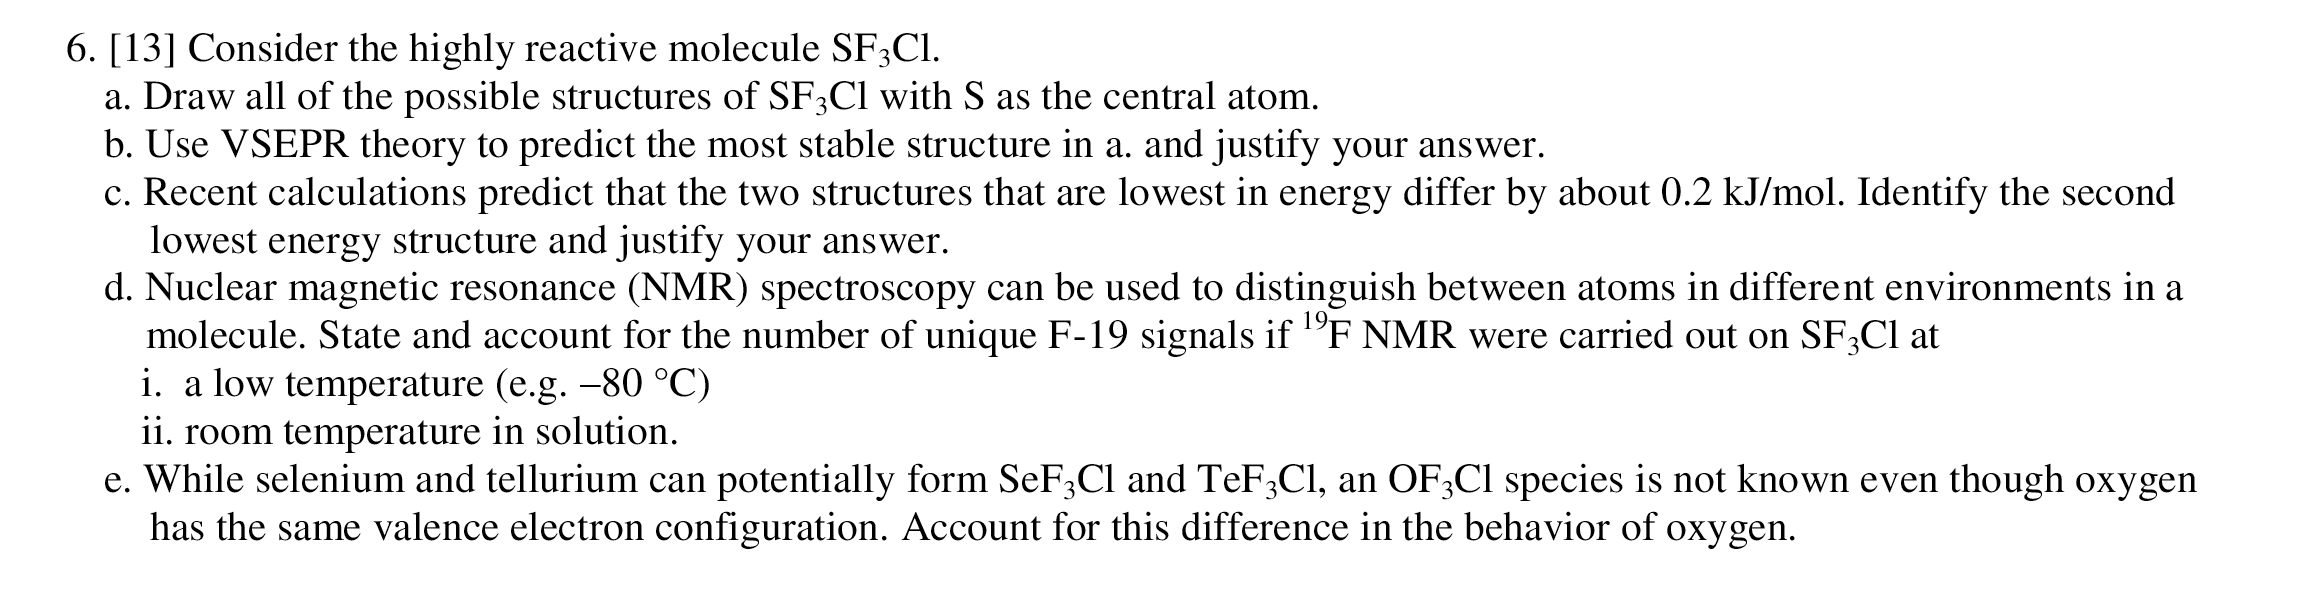 6. [13] Consider the highly reactive molecule SF₃Cl.
a. Draw all of the possible structures of SF₃Cl with S as the central atom.
b. Use VSEPR theory to predict the most stable structure in a. and justify your answer.
c. Recent calculations predict that the two structures that are lowest in energy differ by about 0.2 kJ/mol. Identify the second
lowest energy structure and justify your answer.
d. Nuclear magnetic resonance (NMR) spectroscopy can be used to distinguish between atoms in different environments in a
molecule. State and account for the number of unique F-19 signals if ¹⁹F NMR were carried out on SF₃Cl at
i. a low temperature (e.g. –80 °C)
ii. room temperature in solution.
e. While selenium and tellurium can potentially form SeF₃Cl and TeF₃Cl, an OF₃Cl species is not known even though oxygen
has the same valence electron configuration. Account for this difference in the behavior of oxygen.